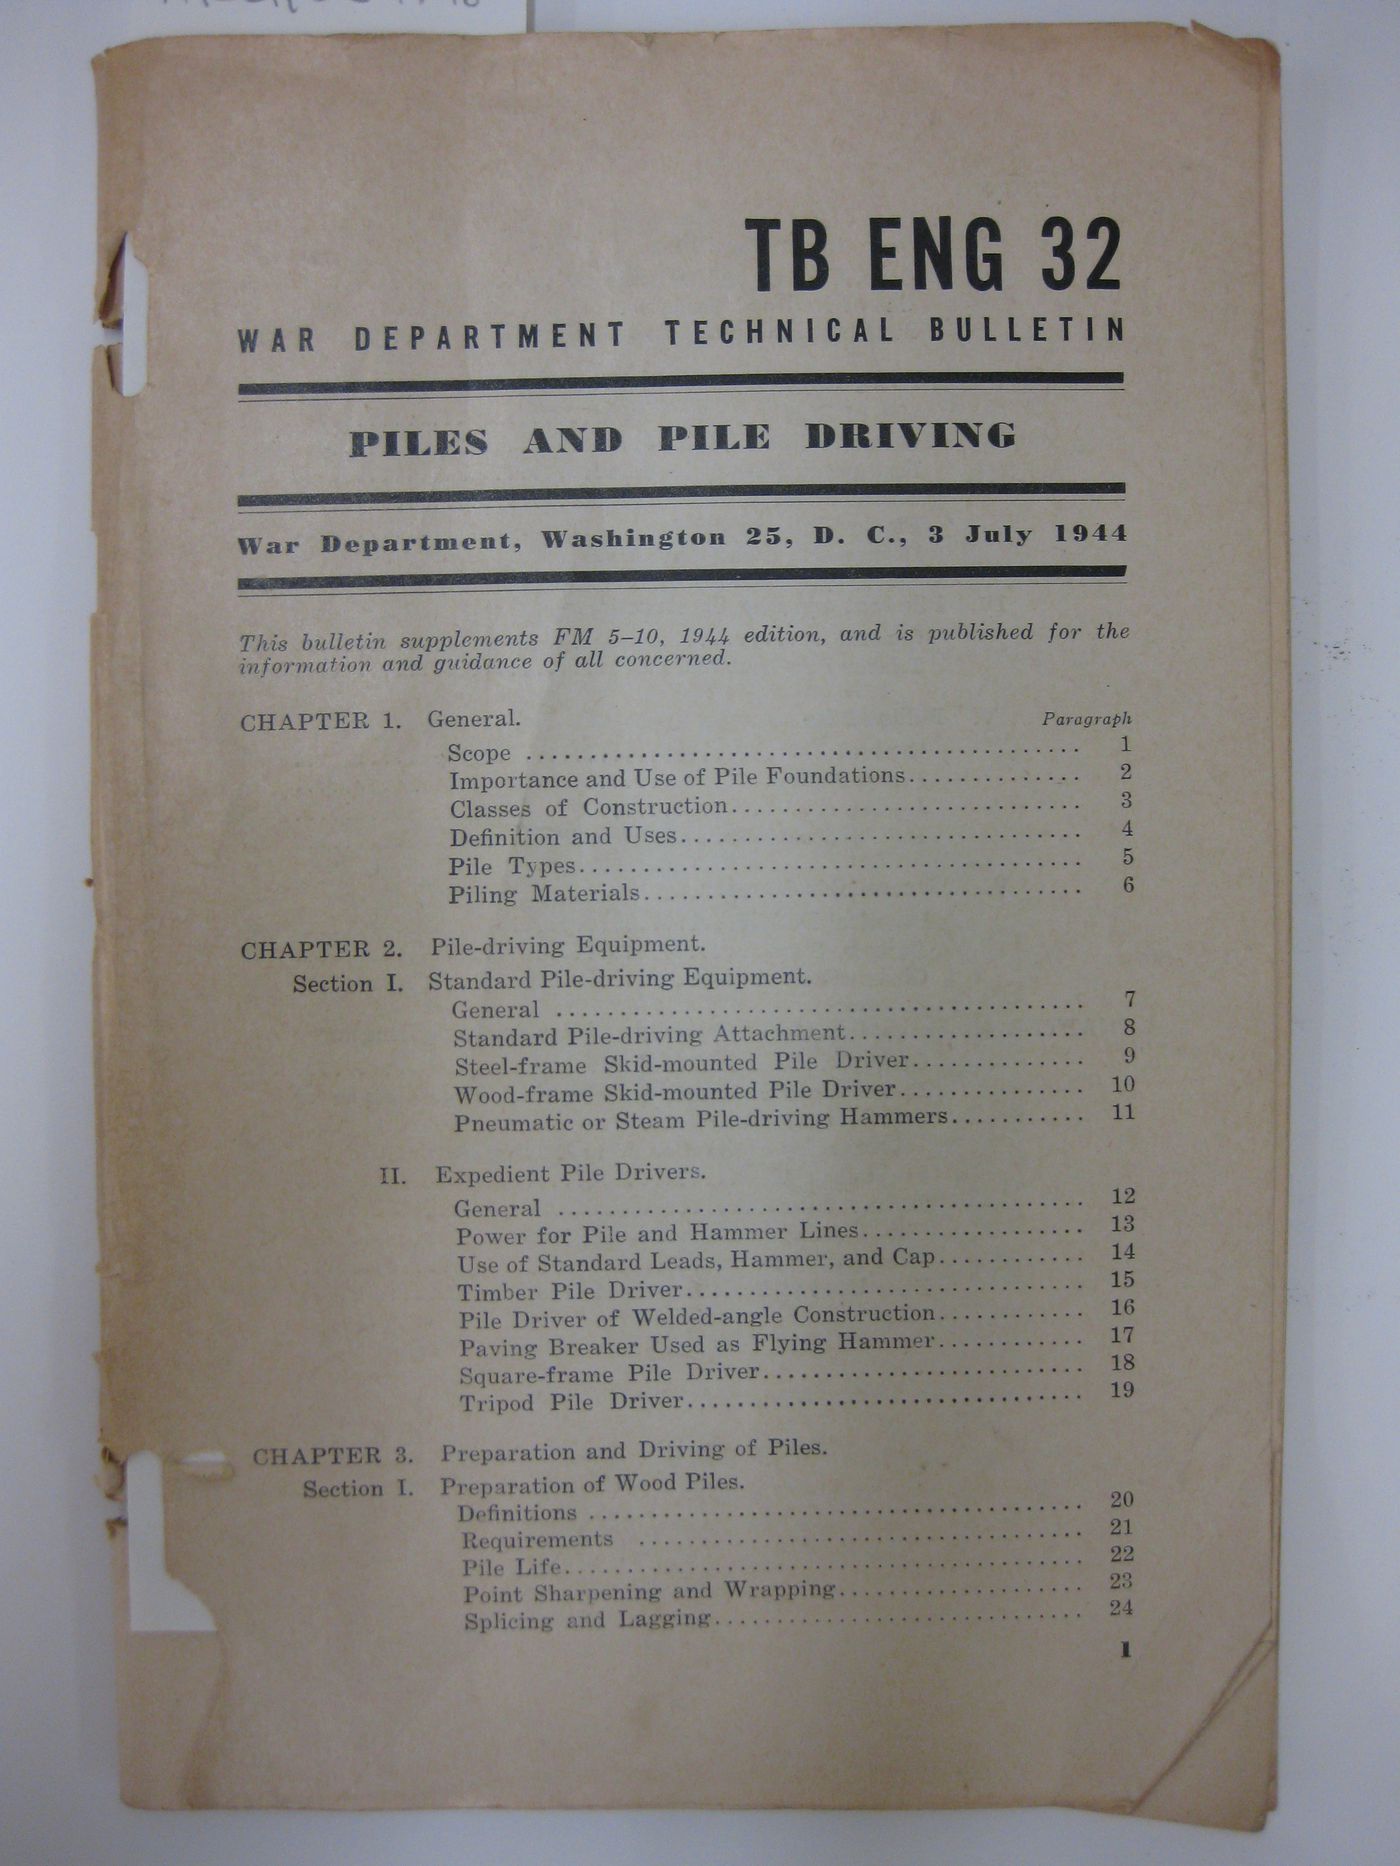 TB ENG 32
WAR DEPARTMENT TECHNICAL BULLETIN
PILES AND PILE DRIVING
War Department, Washington 25, D. C., 3 July 1944
This bulletin supplements FM 5–10, 1944 edition, and is published for the
information and guidance of all concerned.
CHAPTER 1. General. Paragraph
Scope ........................................... 1
Importance and Use of Pile Foundations.............. 2
Classes of Construction............................ 3
Definition and Uses................................ 4
Pile Types........................................ 5
Piling Materials................................... 6
CHAPTER 2. Pile-driving Equipment.
Section I. Standard Pile-driving Equipment.
General .......................................... 7
Standard Pile-driving Attachment................... 8
Steel-frame Skid-mounted Pile Driver.............. 9
Wood-frame Skid-mounted Pile Driver............... 10
Pneumatic or Steam Pile-driving Hammers........... 11
II. Expedient Pile Drivers.
General .......................................... 12
Power for Pile and Hammer Lines.................. 13
Use of Standard Leads, Hammer, and Cap............ 14
Timber Pile Driver................................ 15
Pile Driver of Welded-angle Construction............ 16
Paving Breaker Used as Flying Hammer............ 17
Square-frame Pile Driver.......................... 18
Tripod Pile Driver................................ 19
CHAPTER 3. Preparation and Driving of Piles.
Section I. Preparation of Wood Piles.
Definitions ....................................... 20
Requirements .................................... 21
Pile Life......................................... 22
Point Sharpening and Wrapping.................... 23
Splicing and Lagging.............................. 24
1